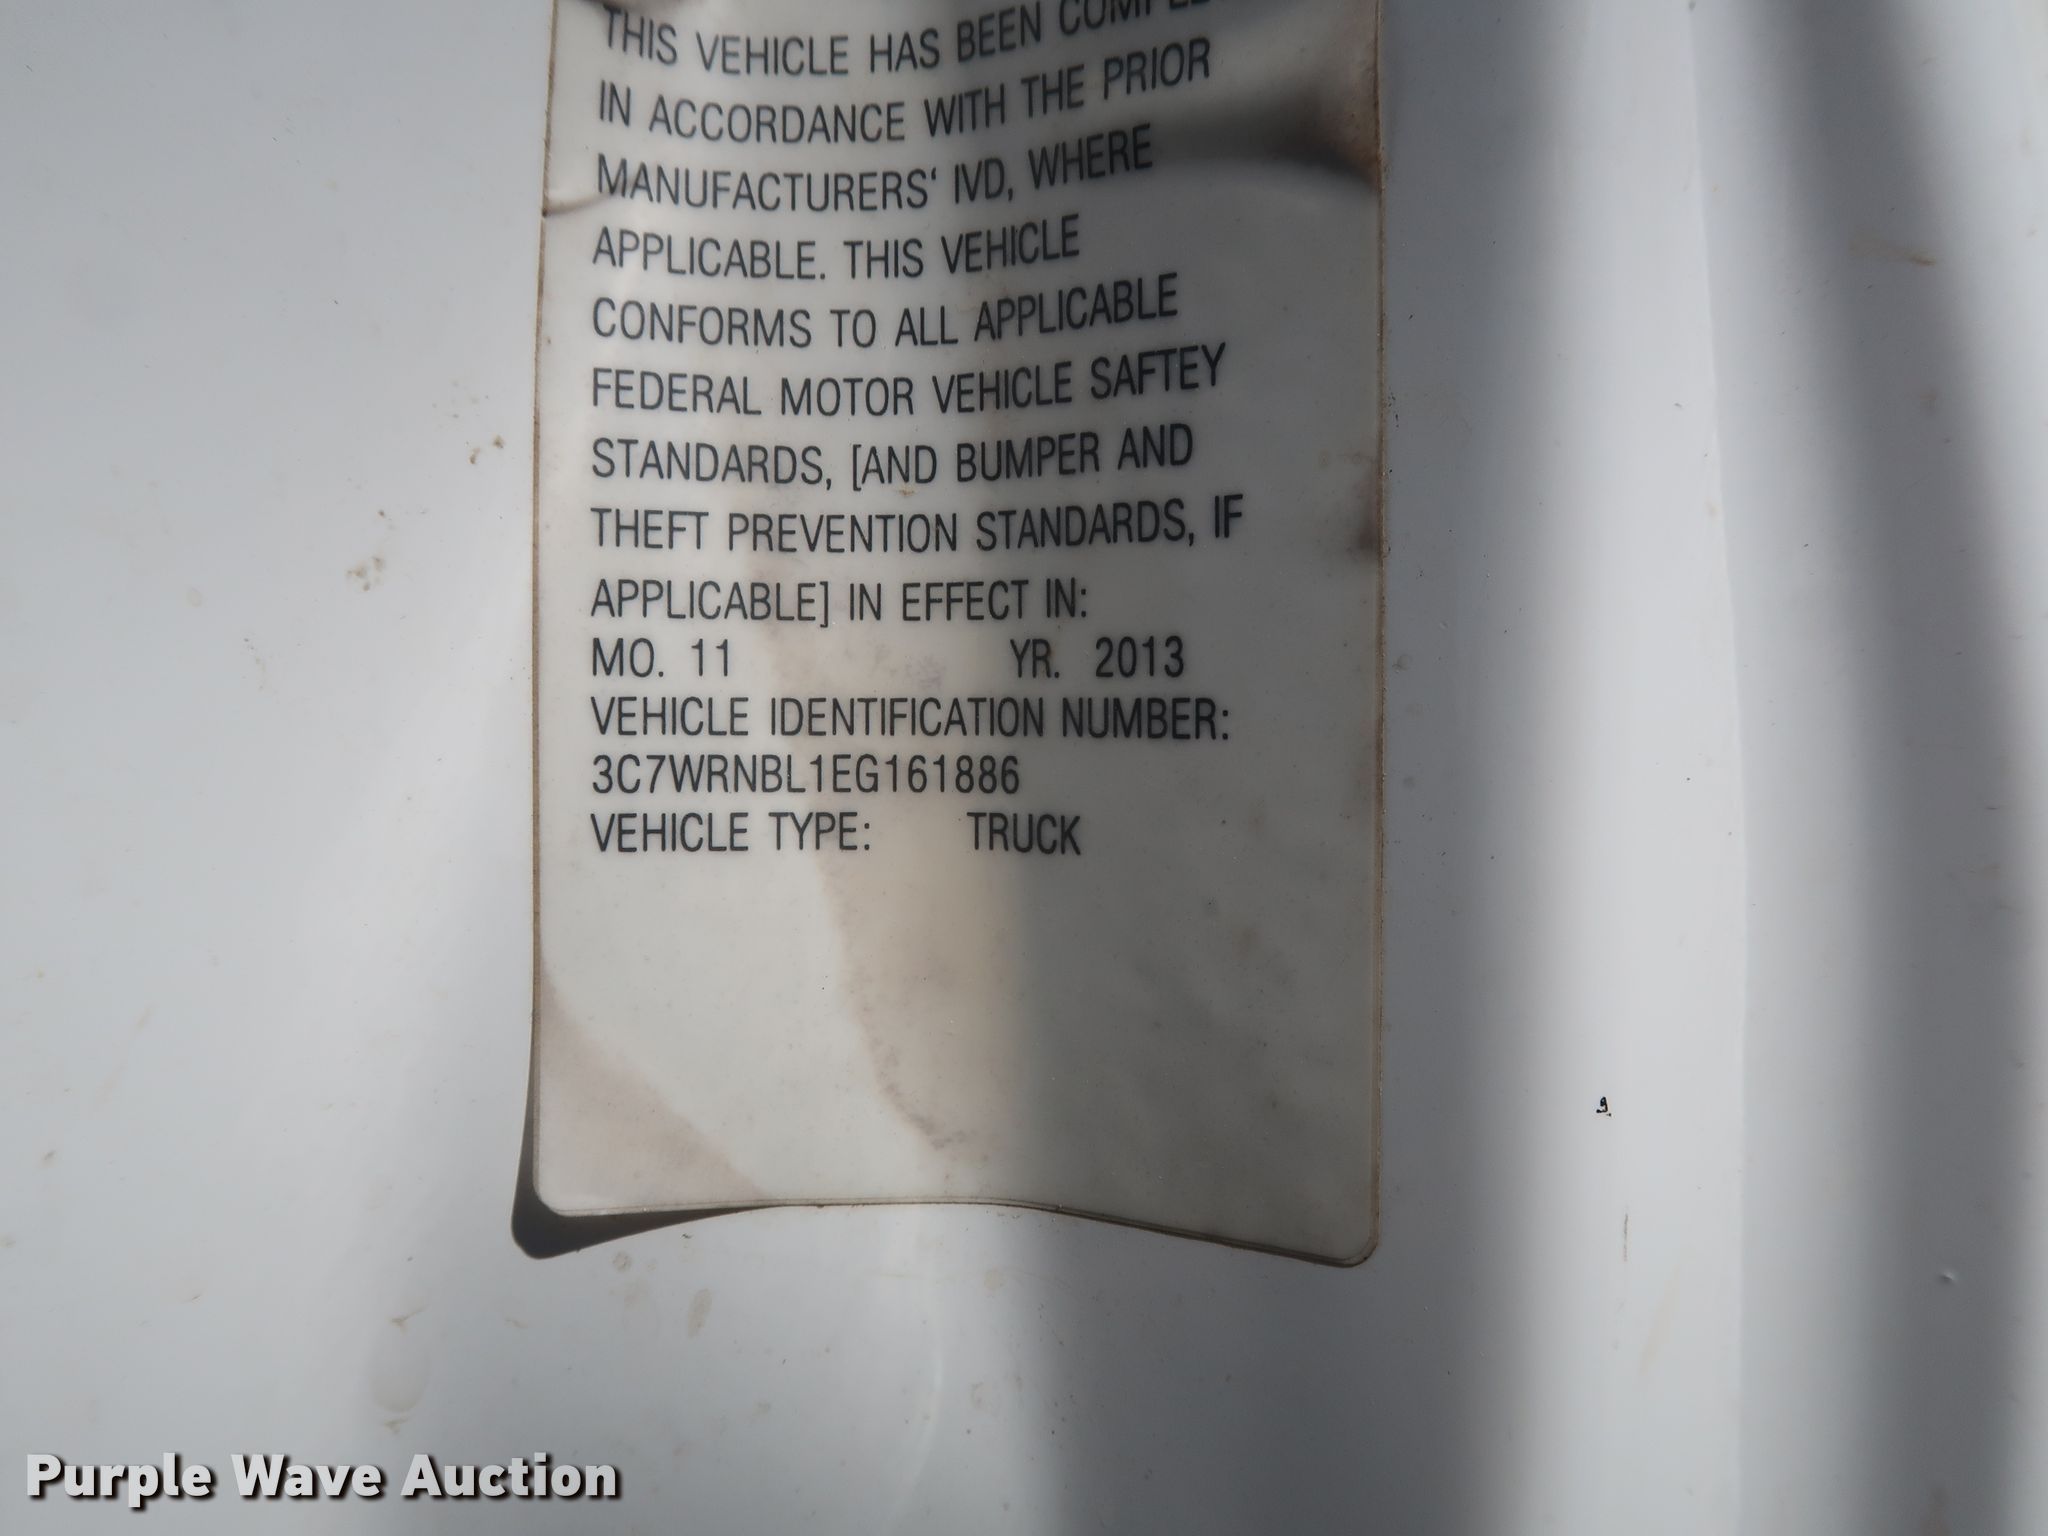 THIS VEHICLE HAS BEEN
IN ACCORDANCE WITH THE PRIOR
MANUFACTURERS‘ IVD, WHERE
APPLICABLE. THIS VEHICLE
CONFORMS TO ALL APPLICABLE
FEDERAL MOTOR VEHICLE SAFTEY
STANDARDS, [AND BUMPER AND
THEFT PREVENTION STANDARDS, IF
APPLICABLE] IN EFFECT IN:
MO. 11 YR. 2013
VEHICLE IDENTIFICATION NUMBER:
3C7WRNBL1EG161886
VEHICLE TYPE: TRUCK
Purple Wave Auction